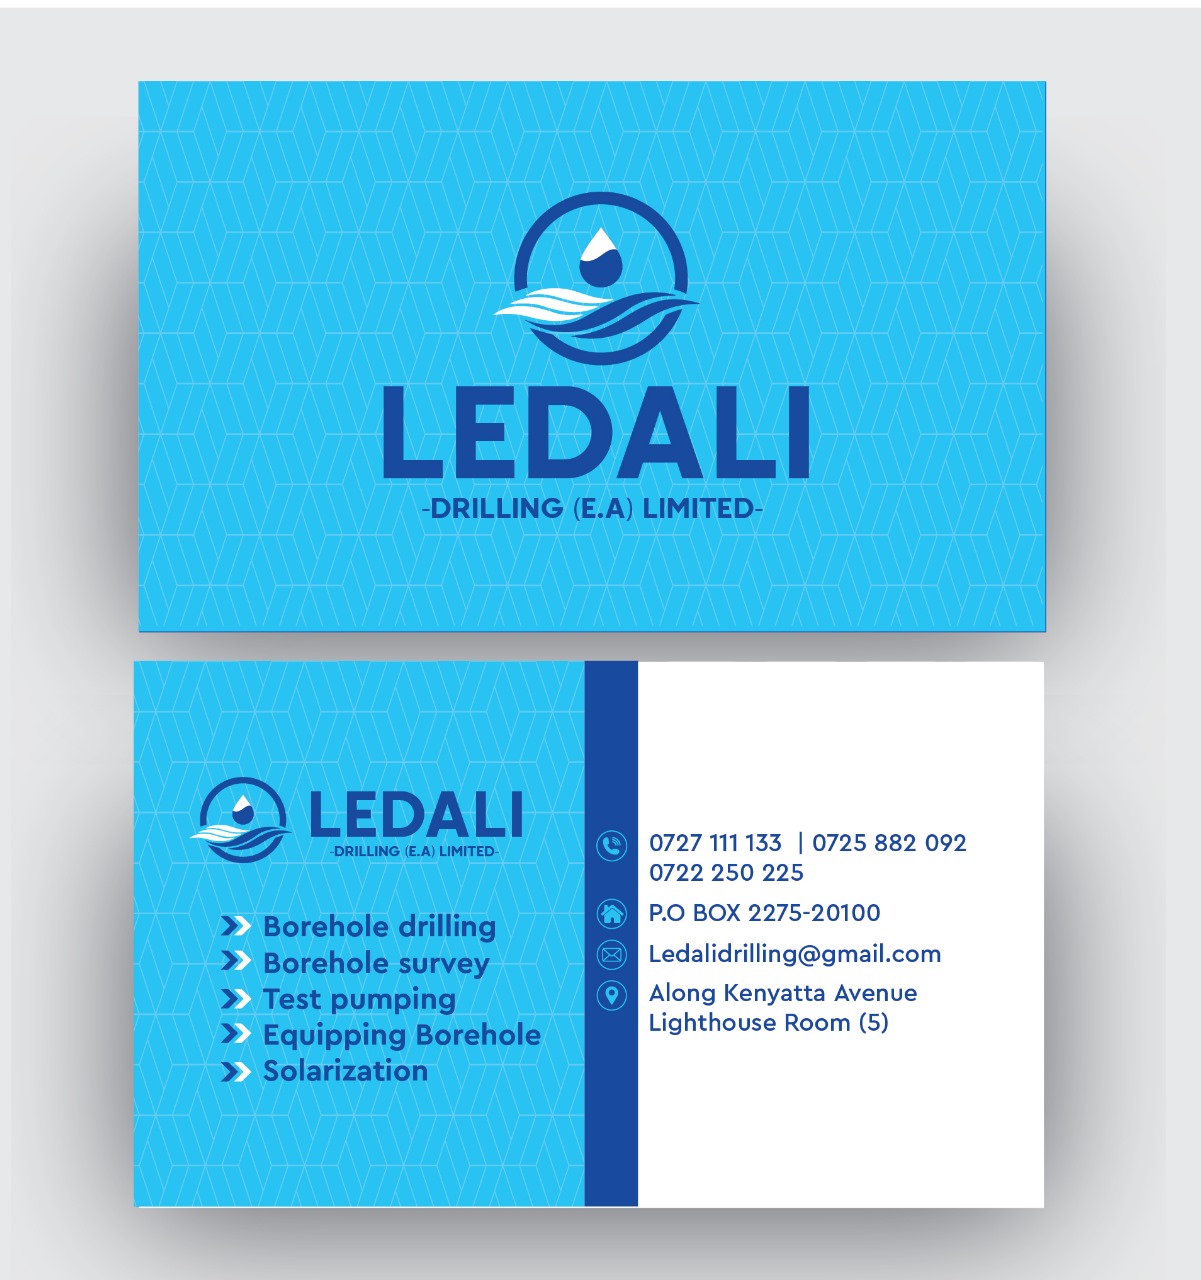 LEDALI
-DRILLING (E.A) LIMITED-
LEDALI
-DRILLING (E.A) LIMITED-
Borehole drilling
Borehole survey
Test pumping
Equipping Borehole
Solarization
0727 111 133 | 0725 882 092
0722 250 225
P.O BOX 2275-20100
Ledalidrilling@gmail.com
Along Kenyatta Avenue
Lighthouse Room (5)